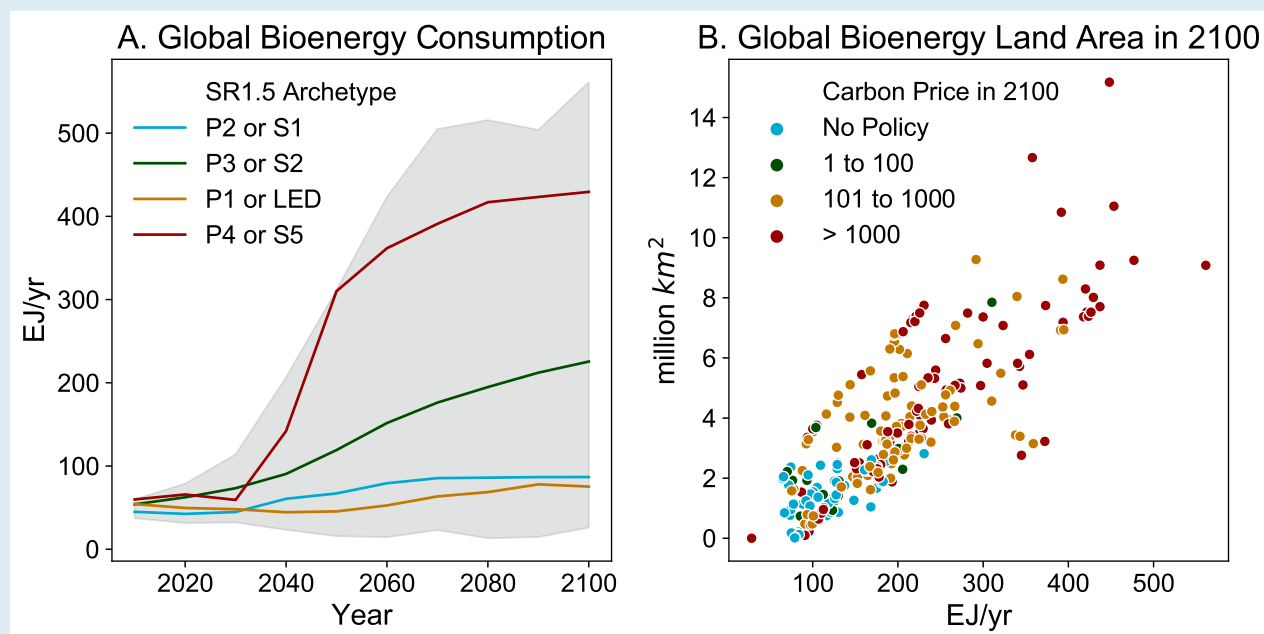 A. Global Bioenergy Consumption
SR1.5 Archetype
P2 or S1
P3 or S2
P1 or LED
P4 or S5
500
400
300
200
100
0
EJ/yr
2020
2040
2060
2080
2100
Year
B. Global Bioenergy Land Area in 2100
Carbon Price in 2100
No Policy
1 to 100
101 to 1000
> 1000
14
12
10
8
6
4
2
0
million km²
100
200
300
400
500
EJ/yr